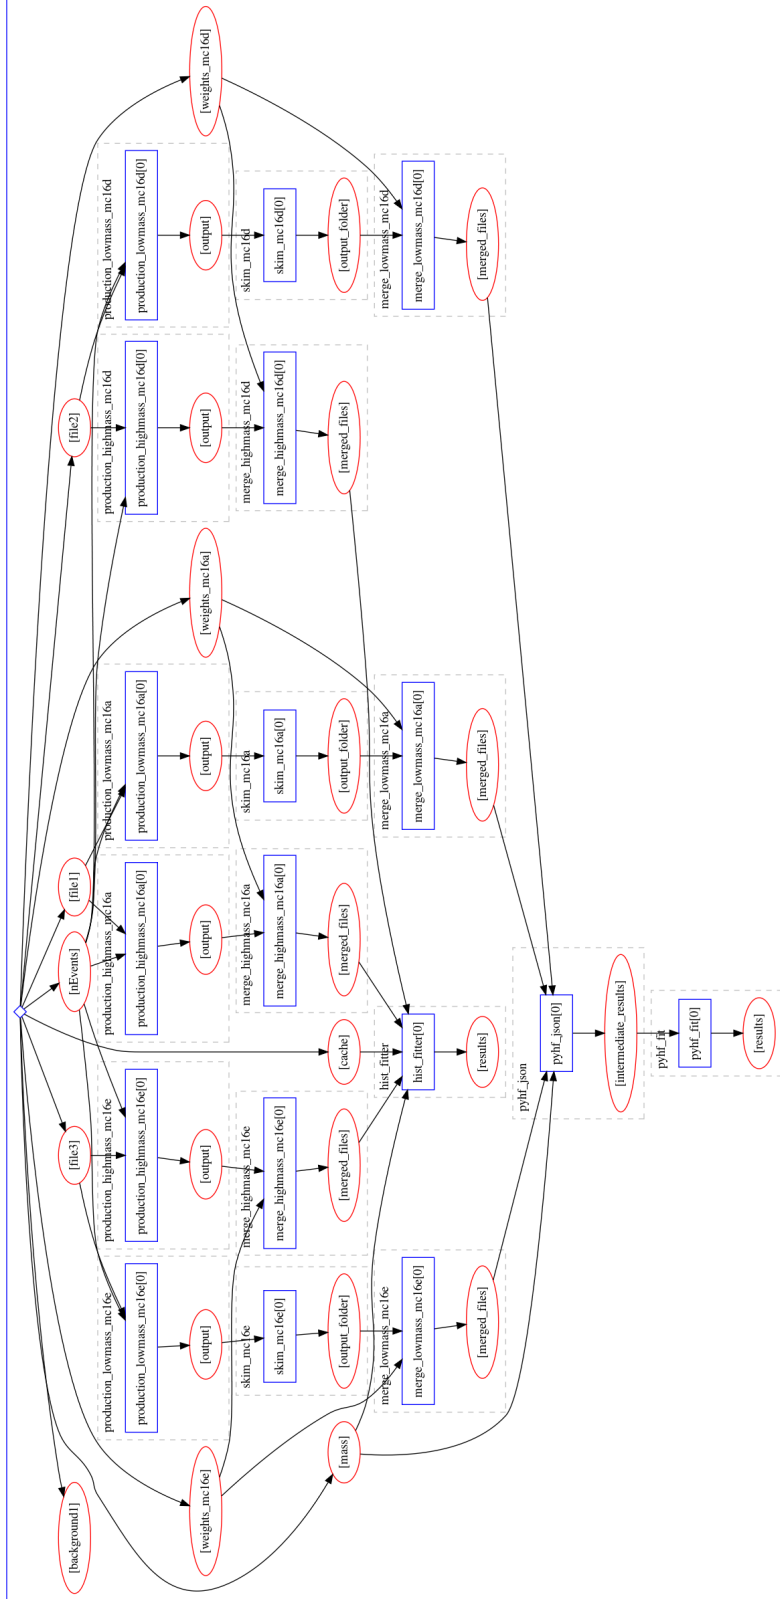 [background1]
[file3]
[nEvents]
[file1]
[file2]
production_lowmass_mc16e
production_lowmass_mc16e[0]
production_highmass_mc16e
production_highmass_mc16e[0]
production_highmass_mc16a
production_highmass_mc16a[0]
production_lowmass_mc16a
production_lowmass_mc16a[0]
production_highmass_mc16d
production_highmass_mc16d[0]
production_lowmass_mc16d
production_lowmass_mc16d[0]
[weights_mc16e]
[output]
[output]
[output]
[output]
[weights_mc16a]
[output]
[output]
[weights_mc16d]
skim_mc16e
skim_mc16e[0]
merge_highmass_mc16e
merge_highmass_mc16e[0]
merge_highmass_mc16a
merge_highmass_mc16a[0]
skim_mc16a
skim_mc16a[0]
merge_highmass_mc16d
merge_highmass_mc16d[0]
skim_mc16d
skim_mc16d[0]
[mass]
[output_folder]
[merged_files]
[cache]
[merged_files]
[output_folder]
[merged_files]
[output_folder]
merge_lowmass_mc16e
merge_lowmass_mc16e[0]
hist_fitter
hist_fitter[0]
merge_lowmass_mc16a
merge_lowmass_mc16a[0]
merge_lowmass_mc16d
merge_lowmass_mc16d[0]
[merged_files]
[results]
[merged_files]
[merged_files]
pyhf_json
pyhf_json[0]
[intermediate_results]
pyhf_fit
pyhf_fit[0]
[results]